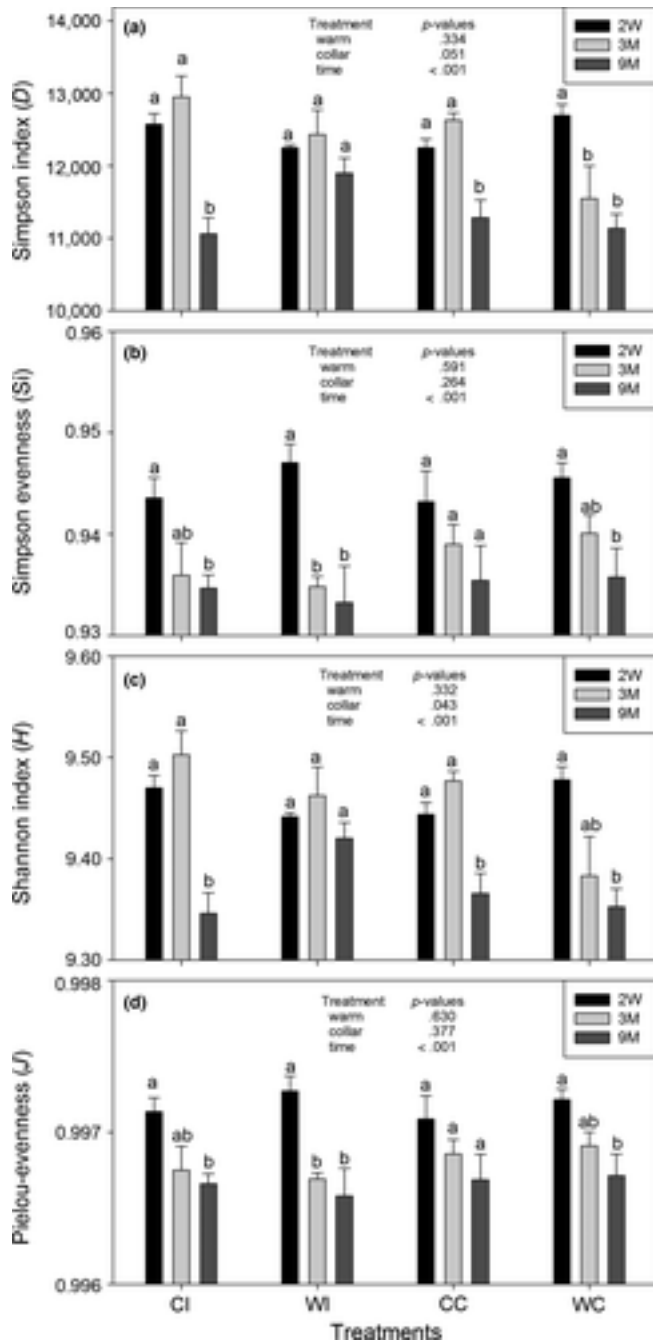 14,000
(a)
Treatment p-values
warm .334
collar .051
time < .001
2W
3M
9M
a a b
a a a
a a b
a b b
13,000
12,000
11,000
10,000
Simpson index (D)
0.96
(b)
Treatment p-values
warm .591
collar .264
time < .001
2W
3M
9M
a ab b
a b b
a a a
a ab b
0.95
0.94
0.93
Simpson evenness (Si)
9.60
(c)
Treatment p-values
warm .332
collar .043
time < .001
2W
3M
9M
a a b
a a a
a a b
a ab b
9.50
9.40
9.30
Shannon index (H)
0.998
(d)
Treatment p-values
warm .630
collar .377
time < .001
2W
3M
9M
a ab b
a b b
a a a
a ab b
0.997
0.996
Pielou-evenness (J)
CI WI CC WC
Treatments